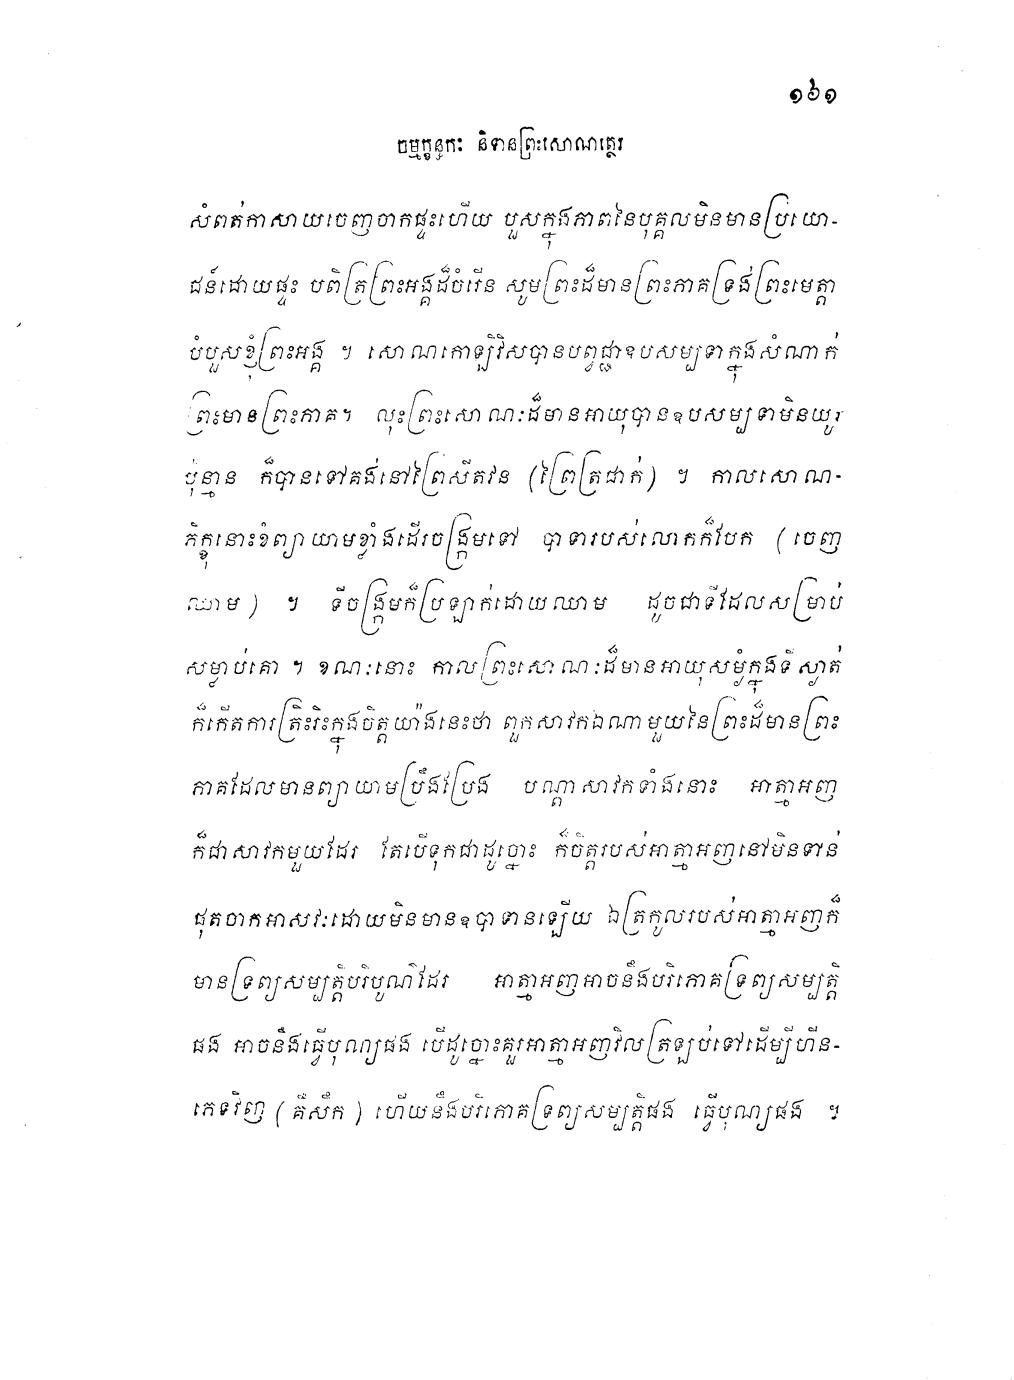 ១៦១
ចម្មក្ខន្ធកៈ និទានព្រះសោណត្ថេរ
សំពត់កាសាយចេញចាកផ្ទះហើយ បួសក្នុងភាពនៃបុគ្គលមិនមានប្រយោ-
ជន៍ដោយផ្ទះ បពិត្រព្រះអង្គដ៏ចំរើន សូមព្រះដ៏មានព្រះភាគទ្រង់ព្រះមេត្តា
បំបួសខ្ញុំព្រះអង្គ ។ សោណកោឡិវិសបានបព្វជ្ជាឧបសម្បទាក្នុងសំណាក់
ព្រះមានព្រះភាគ។ លុះព្រះសោណៈដ៏មានអាយុបានឧបសម្បទាមិនយូរ
ប៉ុន្មាន ក៏បានទៅគង់នៅព្រៃសីតវន (ព្រៃត្រជាក់) ។ កាលសោណ-
ភិក្ខុនោះខំព្យាយាមខ្លាំងដើរចង្ក្រមទៅ បាទារបស់លោកក៏បែក (ចេញ
ឈាម) ។ ទីចង្ក្រមក៏ប្រឡាក់ដោយឈាម ដូចជាទីដែលសម្រាប់
សម្លាប់គោ ។ ខណៈនោះ កាលព្រះសោណៈដ៏មានអាយុសម្ងំក្នុងទីស្ងាត់
ក៏កើតការត្រិះរិះក្នុងចិត្តយ៉ាងនេះថា ពួកសាវកឯណាមួយនៃព្រះដ៏មានព្រះ
ភាគដែលមានព្យាយាមប្រឹងប្រែង បណ្តាសាវកទាំងនោះ អាត្មាអញ
ក៏ជាសាវកមួយដែរ តែបើទុកជាដូច្នោះ ក៏ចិត្តរបស់អាត្មាអញនៅមិនទាន់
ផុតចាកអាសវៈដោយមិនមានឧបាទានឡើយ ឯត្រកូលរបស់អាត្មាអញក៏
មានទ្រព្យសម្បត្តិបរិបូណ៌ដែរ អាត្មាអញអាចនឹងបរិភោគទ្រព្យសម្បត្តិ
ផង អាចនឹងធ្វើបុណ្យផង បើដូច្នោះគួរអាត្មាអញវិលត្រឡប់ទៅដើម្បីហីន-
ភេទវិញ (គឺសឹក) ហើយនឹងបរិភោគទ្រព្យសម្បត្តិផង ធ្វើបុណ្យផង ។